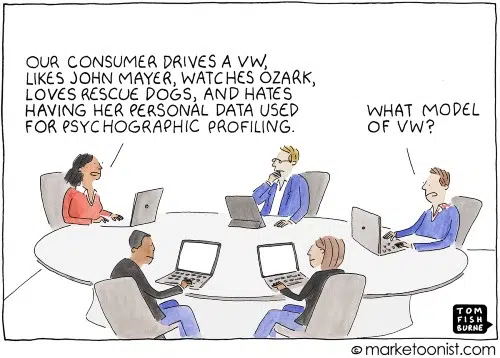 OUR CONSUMER DRIVES A VW,
LIKES JOHN MAYER, WATCHES OZARK,
LOVES RESCUE DOGS, AND HATES
HAVING HER PERSONAL DATA USED
FOR PSYCHOGRAPHIC PROFILING.
WHAT MODEL
OF VW?
TOM
FISH
BURNE
© marketoonist.com